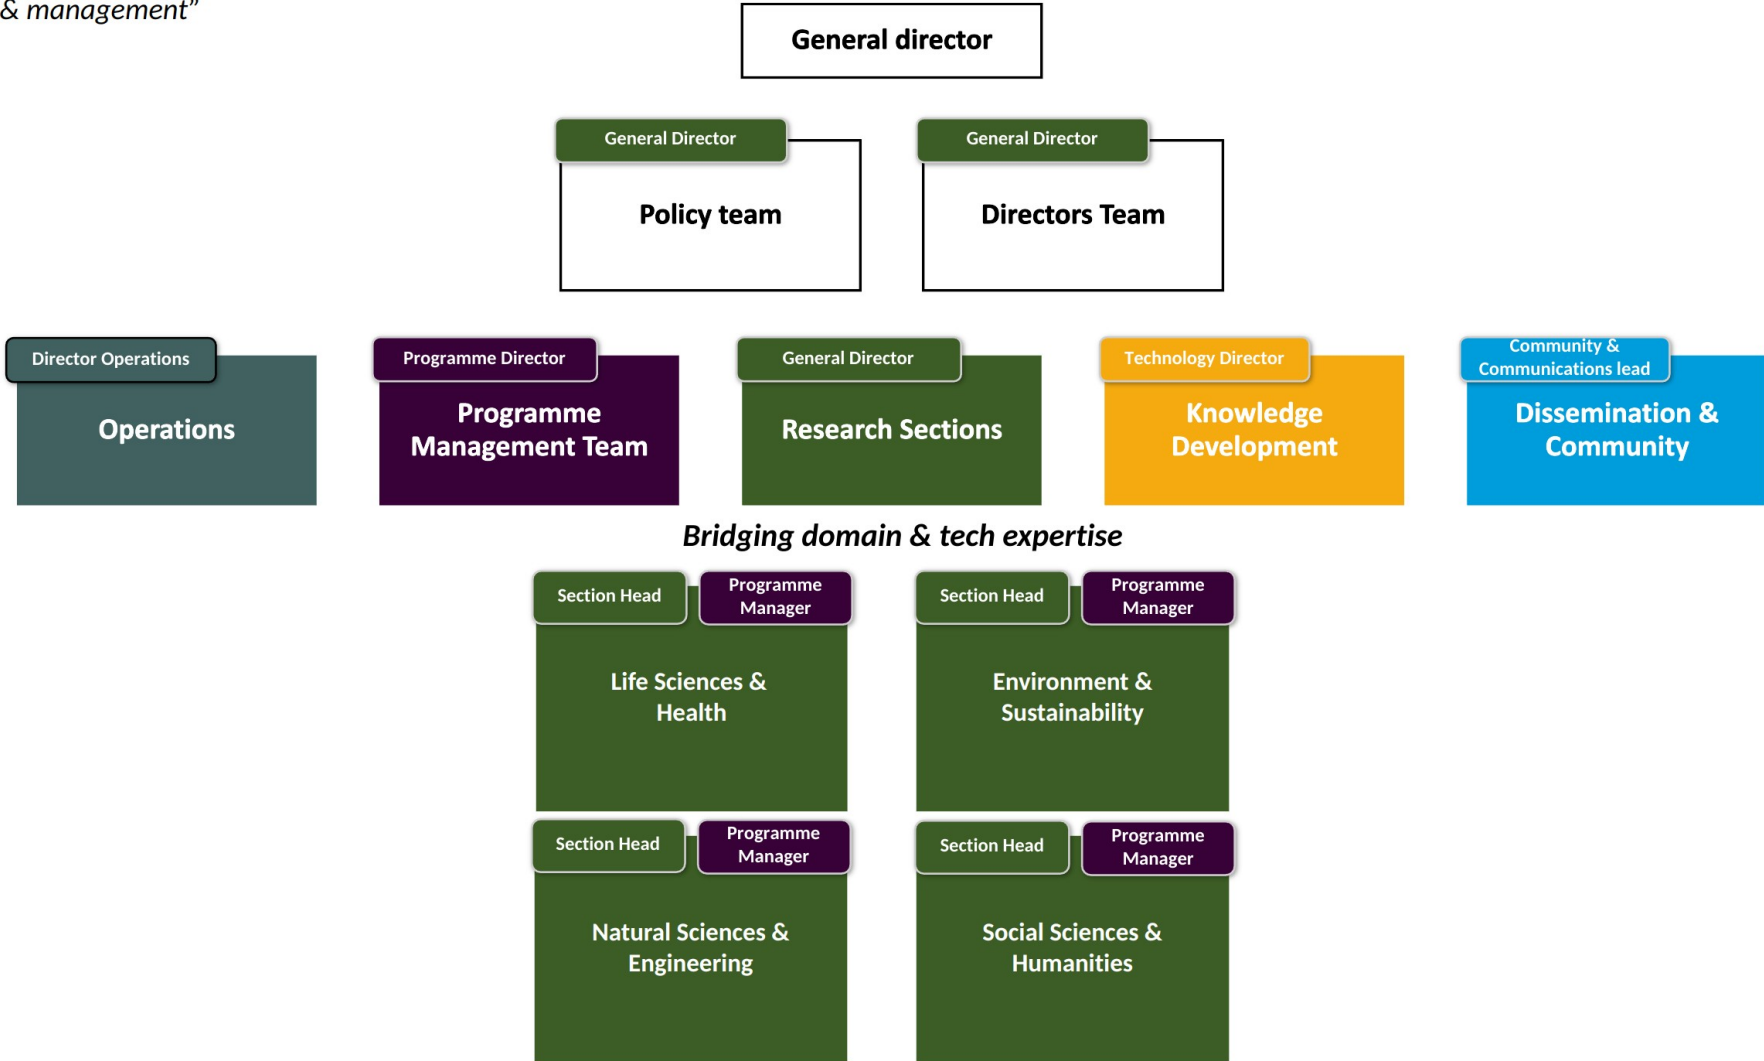 & management”
General director
General Director
General Director
Policy team
Directors Team
Director Operations
Programme Director
General Director
Technology Director
Community &
Communications lead
Operations
Programme
Management Team
Research Sections
Knowledge
Development
Dissemination &
Community
Bridging domain & tech expertise
Section Head
Programme
Manager
Section Head
Programme
Manager
Life Sciences &
Health
Environment &
Sustainability
Section Head
Programme
Manager
Section Head
Programme
Manager
Natural Sciences &
Engineering
Social Sciences &
Humanities